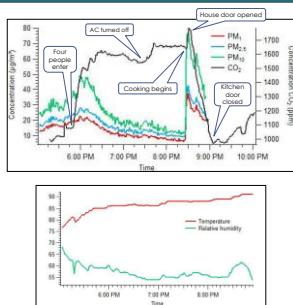 House door opened
AC turned off
Four people enter
Cooking begins
Kitchen door closed
PM1
PM2.5
PM10
CO2
Concentration (µg/m³)
80
70
60
50
40
30
20
10
1700
1600
1500
1400
1300
1200
1100
1000
6:00 PM
7:00 PM
8:00 PM
9:00 PM
10:00 PM
Time
90
85
80
75
70
65
60
55
Temperature
Relative humidity
6:00 PM
7:00 PM
8:00 PM
Time